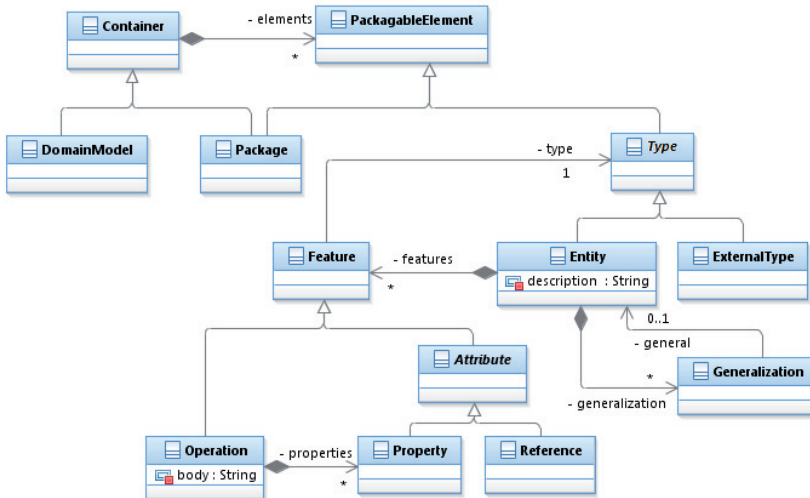 Container
- elements
*
PackagableElement
DomainModel
Package
- type
1
Type
Feature
- features
*
Entity
description : String
ExternalType
0..1
- general
Attribute
*
- generalization
Generalization
Operation
body : String
- properties
*
Property
Reference